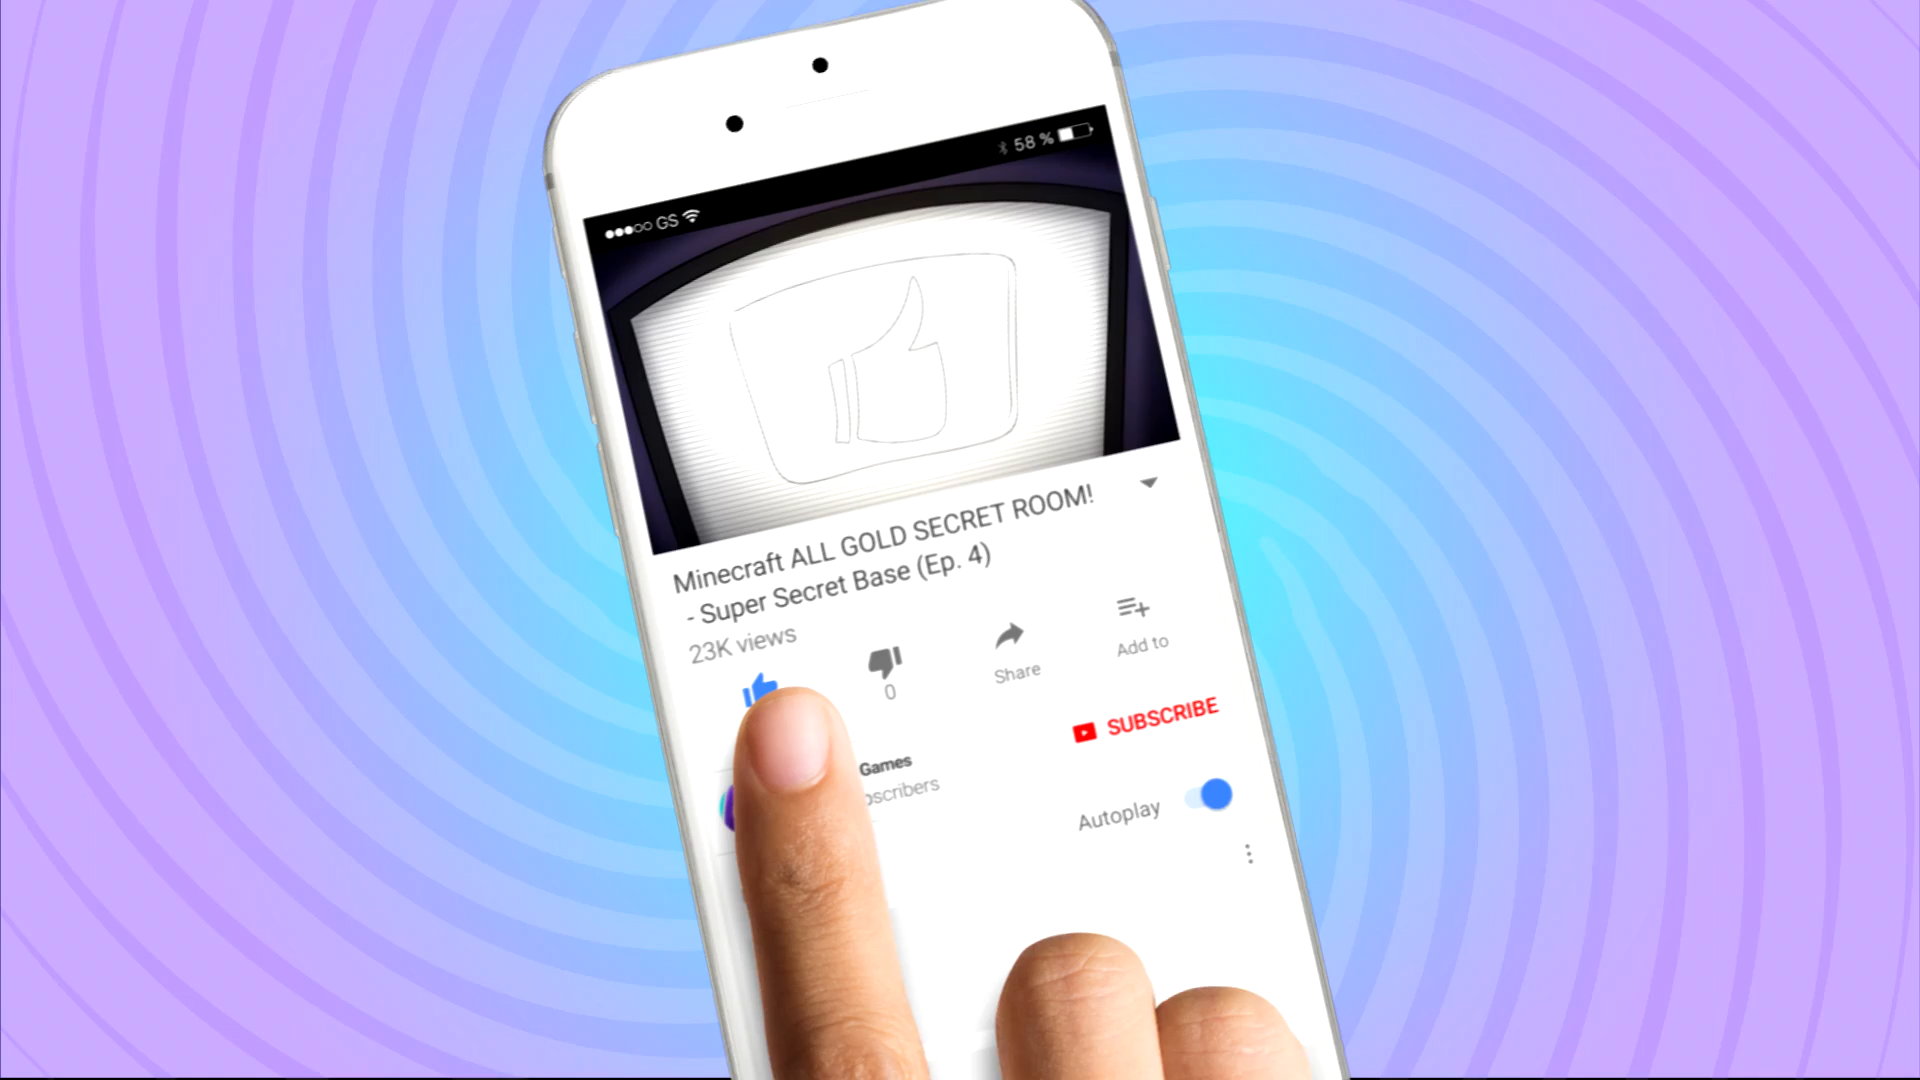 GS 58 %
Minecraft ALL GOLD SECRET ROOM!
- Super Secret Base (Ep. 4)
23K views
0
Share
Add to
Games
SUBSCRIBE
Autoplay